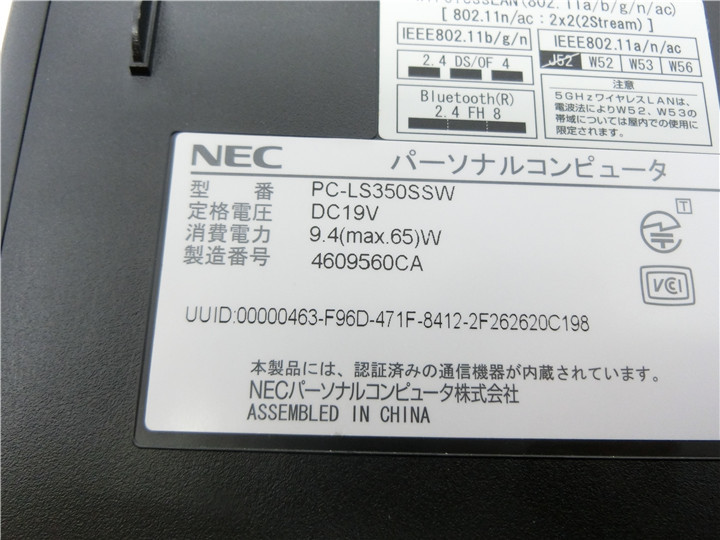 LAN(802.11a/b/g/n/ac)
[ 802.11n/ac : 2x2(2Stream) ]
IEEE802.11b/g/n
2.4 DS/OF 4
Bluetooth(R)
2.4 FH 8
IEEE802.11a/n/ac
J52 W52 W53 W56
注意
5GHzワイヤレスLANは、
電波法によりW52、W53の
帯域については屋内での使用に
限定されます。
NEC パーソナルコンピュータ
型 番 PC-LS350SSW
定格電圧 DC19V
消費電力 9.4(max.65)W
製造番号 4609560CA
T
VCI
UUID:00000463-F96D-471F-8412-2F262620C198
本製品には、認証済みの通信機器が内蔵されています。
NECパーソナルコンピュータ株式会社
ASSEMBLED IN CHINA